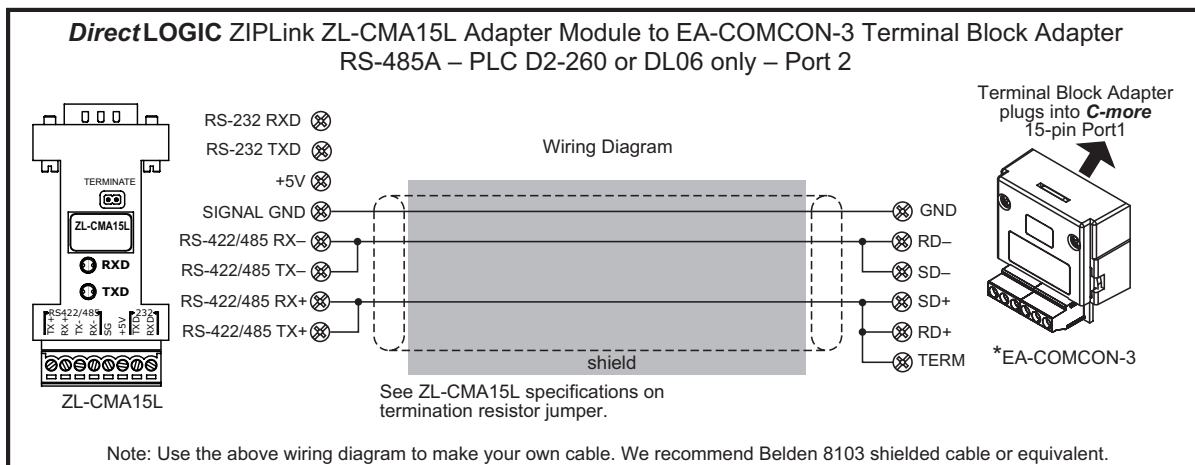 DirectLOGIC ZIPLink ZL-CMA15L Adapter Module to EA-COMCON-3 Terminal Block Adapter
RS-485A – PLC D2-260 or DL06 only – Port 2
Terminal Block Adapter
plugs into C-more
15-pin Port1
RS-232 RXD
RS-232 TXD
Wiring Diagram
+5V
SIGNAL GND
GND
RS-422/485 RX–
RD–
RS-422/485 TX–
SD–
RS-422/485 RX+
SD+
RS-422/485 TX+
RD+
TERM
shield
TERMINATE
ZL-CMA15L
RXD
TXD
RS422/485
232
TX+
RX+
TX-
RX-
SG
+5V
TXD
RXD
ZL-CMA15L
*EA-COMCON-3
See ZL-CMA15L specifications on
termination resistor jumper.
Note: Use the above wiring diagram to make your own cable. We recommend Belden 8103 shielded cable or equivalent.